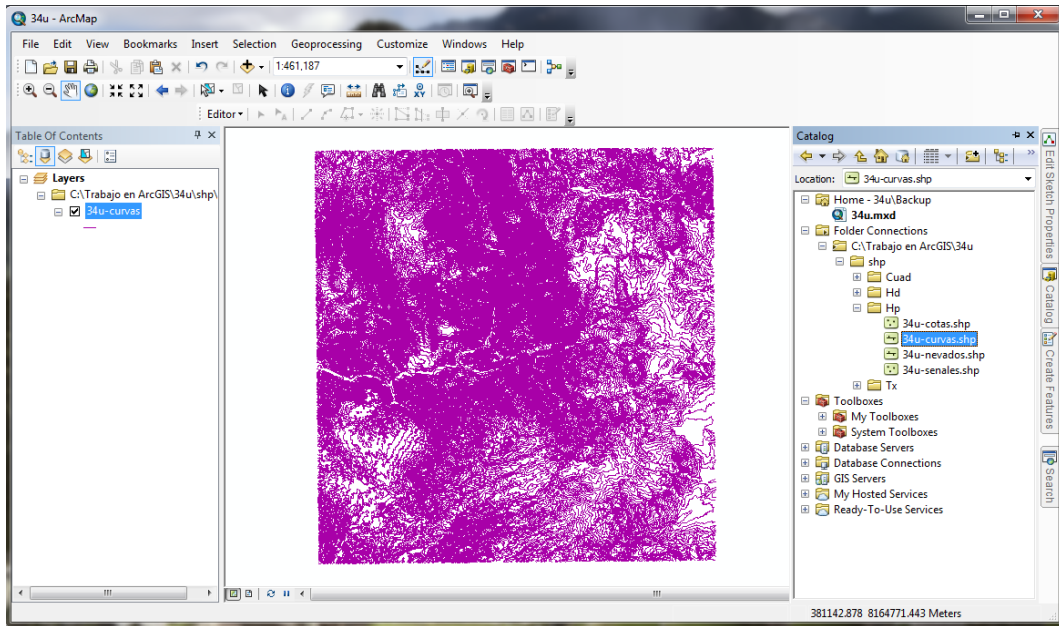 34u - ArcMap
File Edit View Bookmarks Insert Selection Geoprocessing Customize Windows Help
1:461,187
Editor
Table Of Contents
Layers
C:\Trabajo en ArcGIS\34u\shp\
34u-curvas
Catalog
Location: 34u-curvas.shp
Home - 34u\Backup
34u.mxd
Folder Connections
C:\Trabajo en ArcGIS\34u
shp
Cuad
Hd
Hp
34u-cotas.shp
34u-curvas.shp
34u-nevados.shp
34u-senales.shp
Tx
Toolboxes
My Toolboxes
System Toolboxes
Database Servers
Database Connections
GIS Servers
My Hosted Services
Ready-To-Use Services
Edit Sketch Properties
Catalog
Create Features
Search
381142.878 8164771.443 Meters